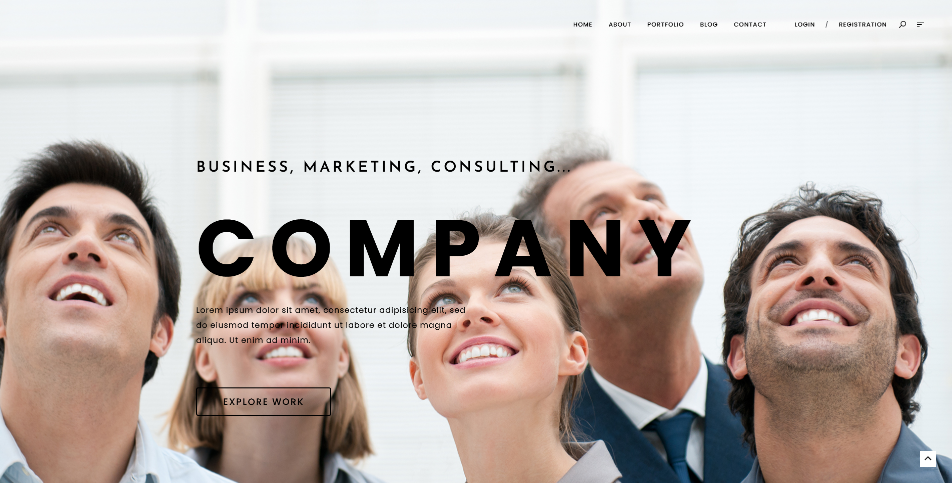 HOME ABOUT PORTFOLIO BLOG CONTACT LOGIN / REGISTRATION
BUSINESS, MARKETING, CONSULTING...
COMPANY
Lorem ipsum dolor sit amet, consectetur adipisicing elit, sed
do eiusmod tempor incididunt ut labore et dolore magna
aliqua. Ut enim ad minim.
EXPLORE WORK